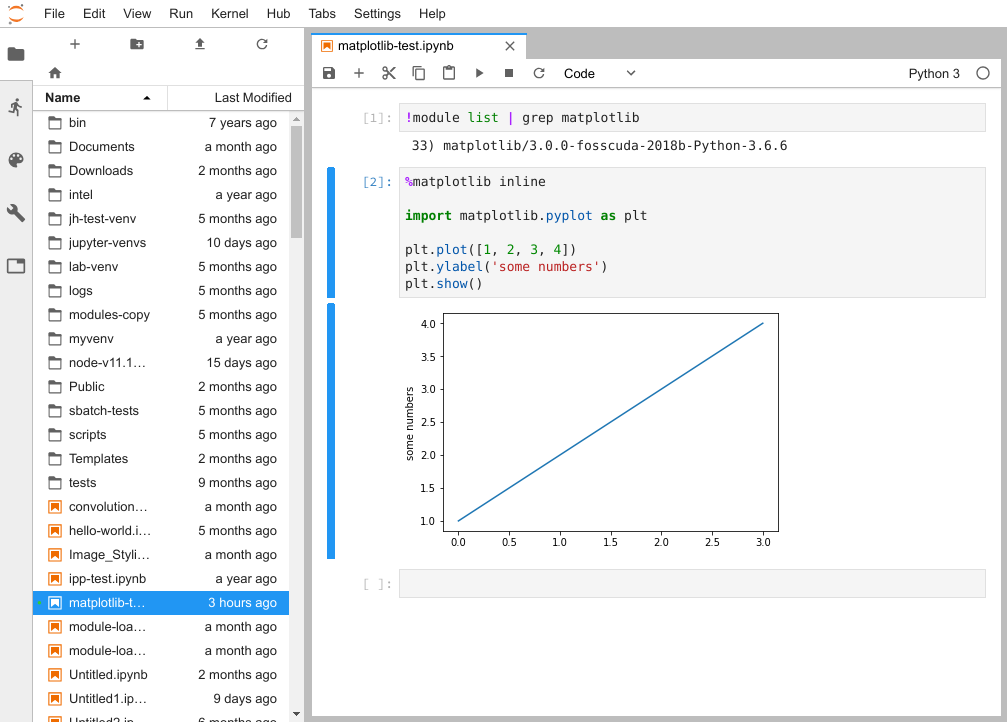 File Edit View Run Kernel Hub Tabs Settings Help
Name Last Modified
bin 7 years ago
Documents a month ago
Downloads 2 months ago
intel a year ago
jh-test-venv 5 months ago
jupyter-venvs 10 days ago
lab-venv 5 months ago
logs 5 months ago
modules-copy 5 months ago
myvenv a year ago
node-v11.1… 15 days ago
Public 2 months ago
sbatch-tests 5 months ago
scripts 5 months ago
Templates 2 months ago
tests 9 months ago
convolution… a month ago
hello-world.i… 5 months ago
Image_Styli… a month ago
ipp-test.ipynb a year ago
matplotlib-t… 3 hours ago
module-loa… a month ago
module-loa… a month ago
Untitled.ipynb 2 months ago
Untitled1.ip… 9 days ago
Untitled2.ip… 6 months ago
matplotlib-test.ipynb
Code Python 3
[1]: !module list | grep matplotlib
33) matplotlib/3.0.0-fosscuda-2018b-Python-3.6.6
[2]: %matplotlib inline
import matplotlib.pyplot as plt
plt.plot([1, 2, 3, 4])
plt.ylabel('some numbers')
plt.show()
4.0
3.5
3.0
2.5
2.0
1.5
1.0
some numbers
0.0 0.5 1.0 1.5 2.0 2.5 3.0
[ ]: